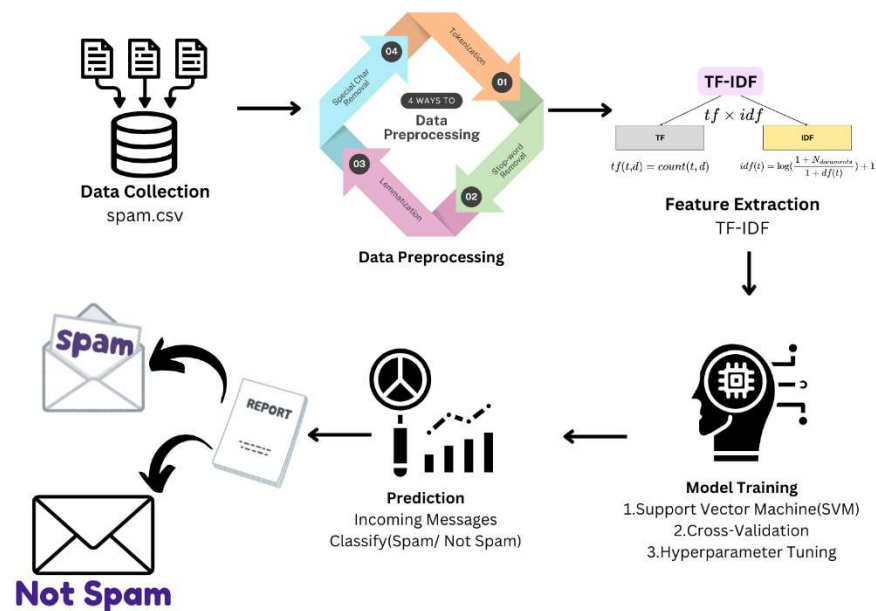 Data Collection
spam.csv
04
Special Char
Removal
Tokenization
01
4 WAYS TO
Data
Preprocessing
03
Lemmatization
Stop-word
Removal
02
Data Preprocessing
TF-IDF
tf × idf
TF
IDF
tf(t,d) = count(t, d)
idf(t) = log(\frac{1 + N_{documents}}{1 + df(t)}) + 1
Feature Extraction
TF-IDF
Model Training
1.Support Vector Machine(SVM)
2.Cross-Validation
3.Hyperparameter Tuning
Prediction
Incoming Messages
Classify(Spam/ Not Spam)
REPORT
spam
Not Spam